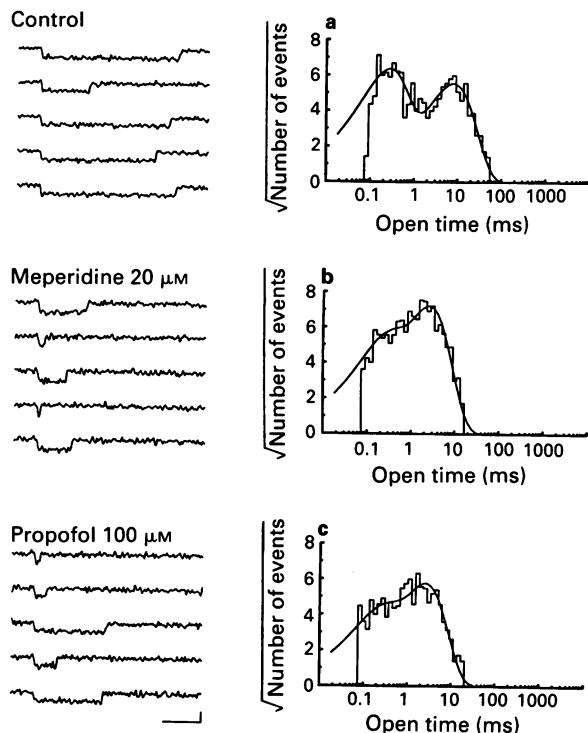 Control
a
√Number of events
8
6
4
2
0
0.1 1 10 100 1000
Open time (ms)
Meperidine 20 μM
b
√Number of events
8
6
4
2
0
0.1 1 10 100 1000
Open time (ms)
Propofol 100 μM
c
√Number of events
8
6
4
2
0
0.1 1 10 100 1000
Open time (ms)